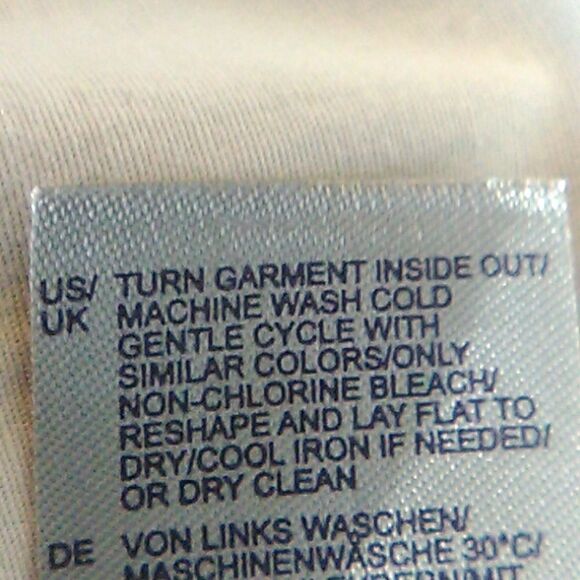 US/ TURN GARMENT INSIDE OUT/
UK MACHINE WASH COLD
GENTLE CYCLE WITH
SIMILAR COLORS/ONLY
NON-CHLORINE BLEACH/
RESHAPE AND LAY FLAT TO
DRY/COOL IRON IF NEEDED/
OR DRY CLEAN
DE VON LINKS WASCHEN/
MASCHINENWÄSCHE 30°C/